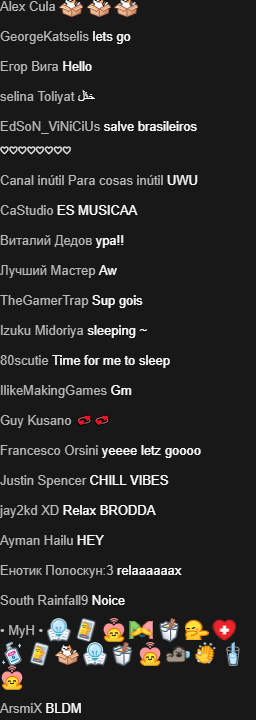 Alex Cula
GeorgeKatselis lets go
Егор Вига Hello
selina Toliyat
EdSoN_ViNiCiUs salve brasileiros
♡♡♡♡♡♡♡♡
Canal inútil Para cosas inútil UWU
CaStudio ES MUSICAA
Виталий Дедов ура!!
Лучший Мастер Aw
TheGamerTrap Sup gois
Izuku Midoriya sleeping ~
80scutie Time for me to sleep
IlikeMakingGames Gm
Guy Kusano
Francesco Orsini yeeee letz goooo
Justin Spencer CHILL VIBES
jay2kd XD Relax BRODDA
Ayman Hailu HEY
Енотик Полоскун:3 relaaaaaax
South Rainfall9 Noice
• MyH •
ArsmiX BLDM